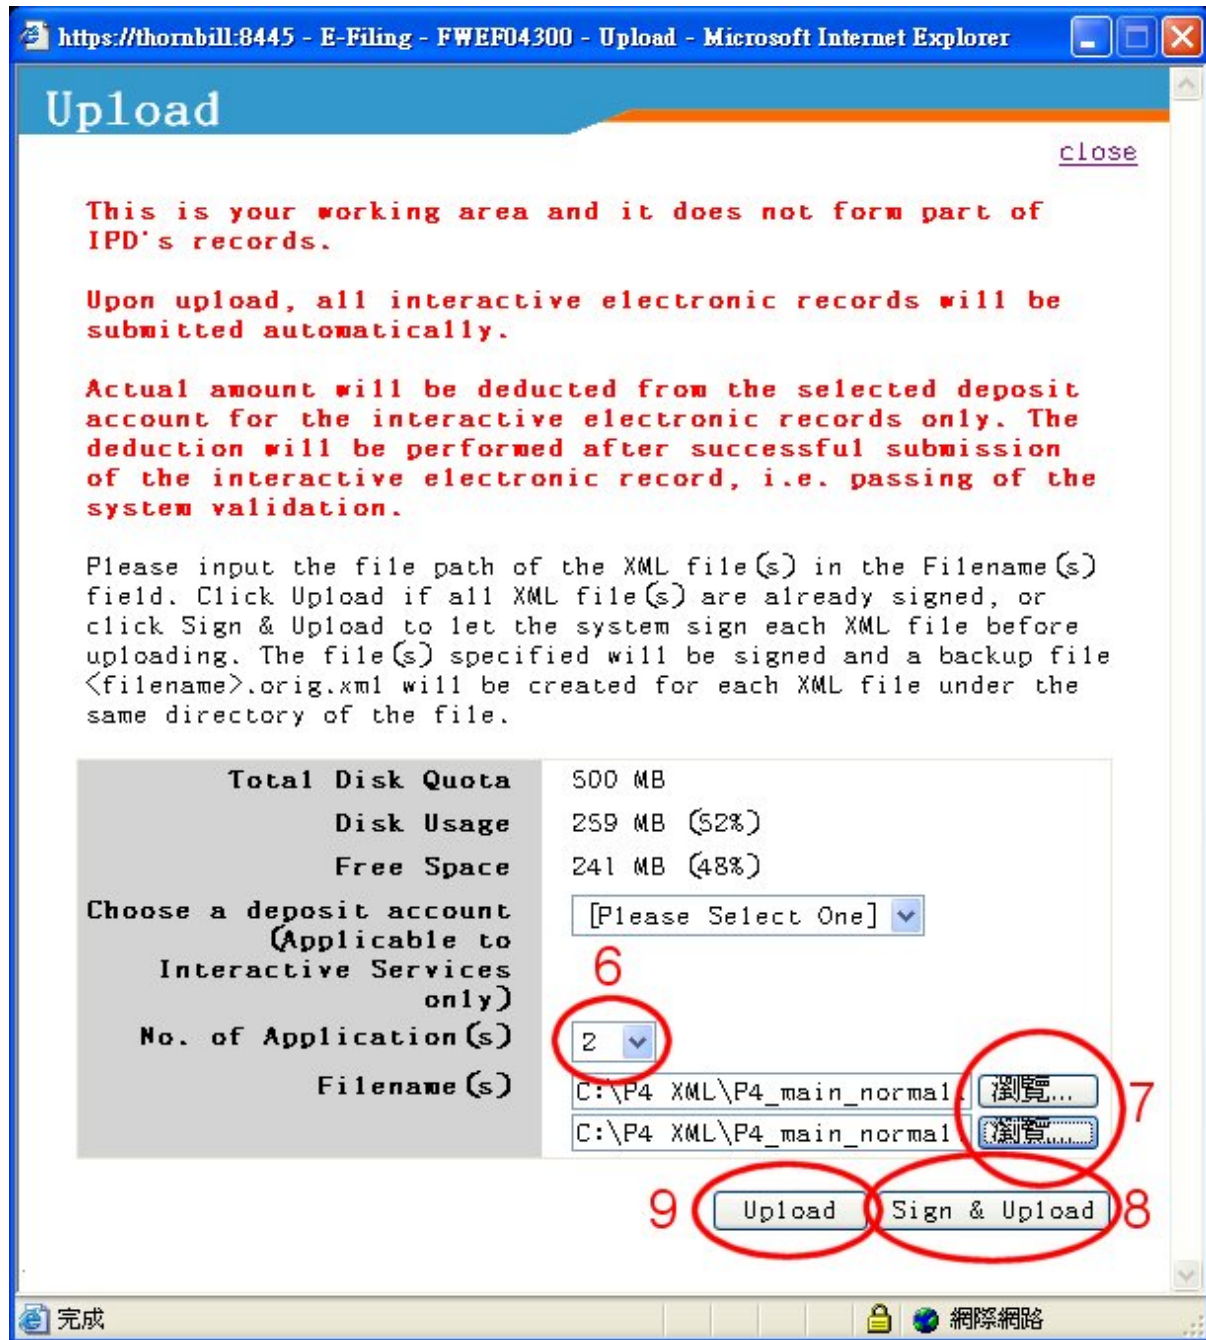 https://thornbill:8445 - E-Filing - FWEF04300 - Upload - Microsoft Internet Explorer
Upload
close
This is your working area and it does not form part of
IPD's records.
Upon upload, all interactive electronic records will be
submitted automatically.
Actual amount will be deducted from the selected deposit
account for the interactive electronic records only. The
deduction will be performed after successful submission
of the interactive electronic record, i.e. passing of the
system validation.
Please input the file path of the XML file(s) in the Filename(s)
field. Click Upload if all XML file(s) are already signed, or
click Sign & Upload to let the system sign each XML file before
uploading. The file(s) specified will be signed and a backup file
<filename>.orig.xml will be created for each XML file under the
same directory of the file.
Total Disk Quota 500 MB
Disk Usage 259 MB (52%)
Free Space 241 MB (48%)
Choose a deposit account [Please Select One]
(Applicable to
Interactive Services 6
only)
No. of Application(s) 2
Filename(s) C:\P4 XML\P4_main_normal. 瀏覽... 7
C:\P4 XML\P4_main_normal. 瀏覽...
9 Upload Sign & Upload 8
完成 網際網路